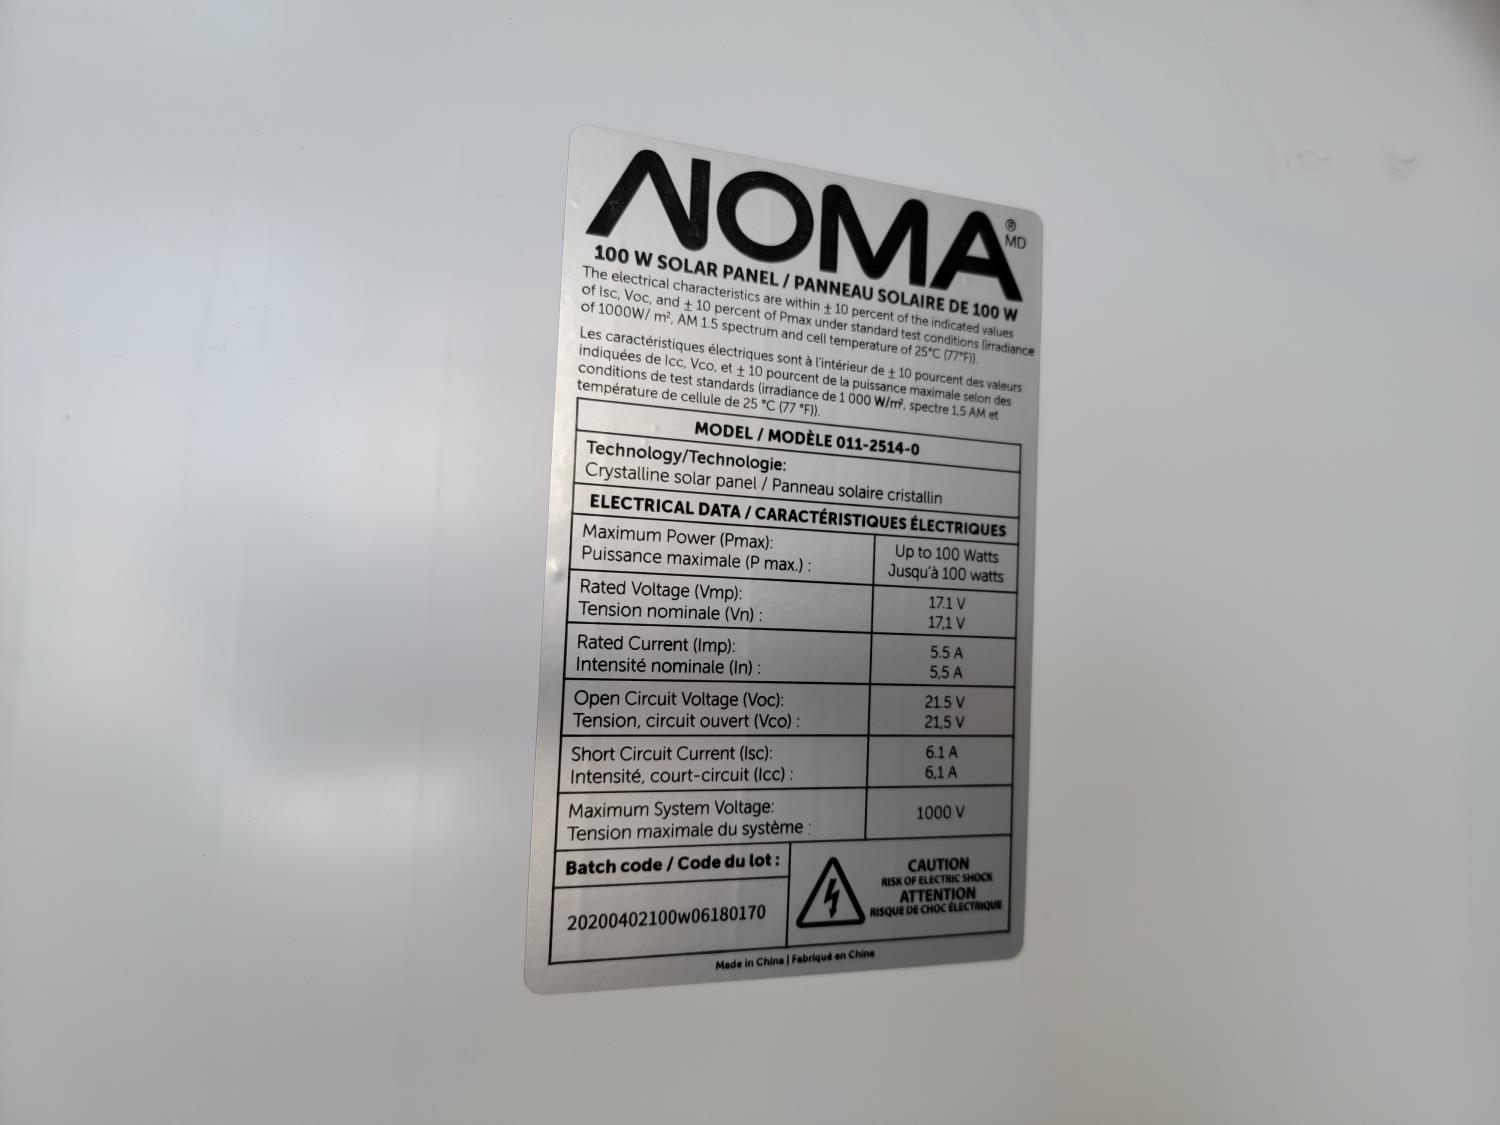 NOMA® MD
100 W SOLAR PANEL / PANNEAU SOLAIRE DE 100 W
The electrical characteristics are within ± 10 percent of the indicated values
of Isc, Voc, and ± 10 percent of Pmax under standard test conditions (irradiance
of 1000W/ m², AM 1.5 spectrum and cell temperature of 25°C (77°F)).
Les caractéristiques électriques sont à l'intérieur de ± 10 pourcent des valeurs
indiquées de Icc, Vco, et ± 10 pourcent de la puissance maximale selon des
conditions de test standards (irradiance de 1 000 W/m², spectre 1,5 AM et
température de cellule de 25 °C (77 °F)).
MODEL / MODÈLE 011-2514-0
Technology/Technologie:
Crystalline solar panel / Panneau solaire cristallin
ELECTRICAL DATA / CARACTÉRISTIQUES ÉLECTRIQUES
Maximum Power (Pmax): Up to 100 Watts
Puissance maximale (P max.) : Jusqu'à 100 watts
Rated Voltage (Vmp): 17.1 V
Tension nominale (Vn) : 17,1 V
Rated Current (Imp): 5.5 A
Intensité nominale (In) : 5,5 A
Open Circuit Voltage (Voc): 21.5 V
Tension, circuit ouvert (Vco) : 21,5 V
Short Circuit Current (Isc): 6.1 A
Intensité, court-circuit (Icc) : 6,1 A
Maximum System Voltage: 1000 V
Tension maximale du système :
Batch code / Code du lot :
20200402100w06180170
CAUTION
RISK OF ELECTRIC SHOCK
ATTENTION
RISQUE DE CHOC ÉLECTRIQUE
Made in China | Fabriqué en Chine